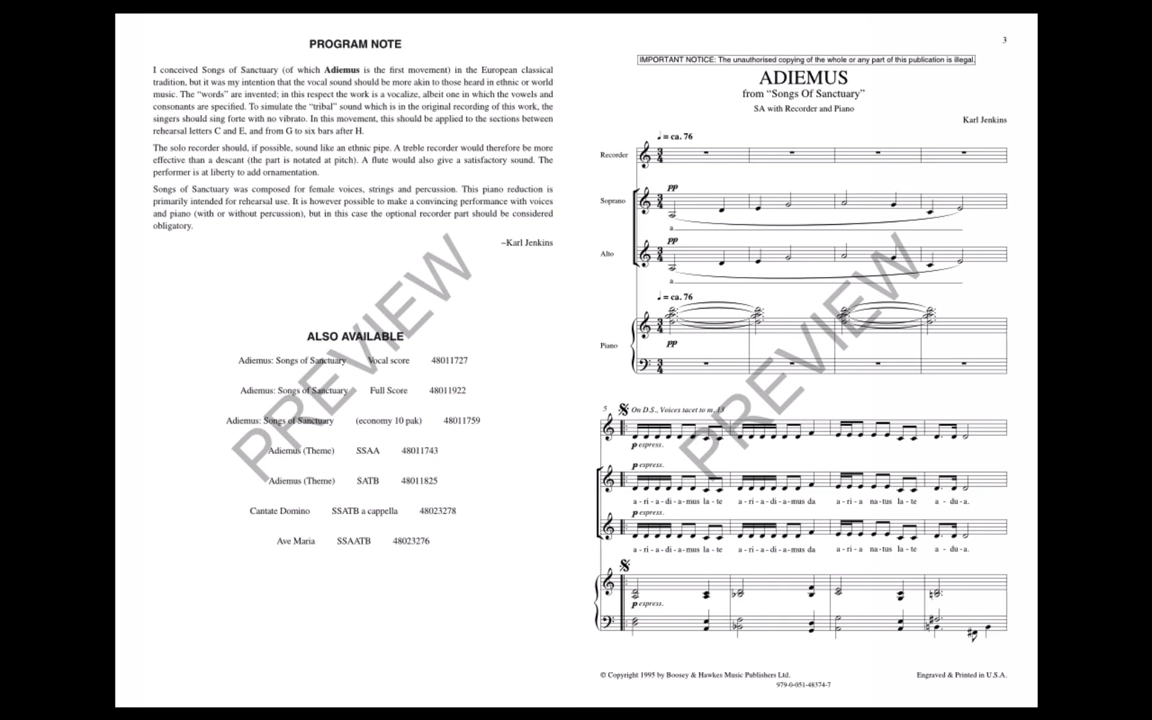 PROGRAM NOTE
I conceived Songs of Sanctuary (of which Adiemus is the first movement) in the European classical
tradition, but it was my intention that the vocal sound should be more akin to those heard in ethnic or world
music. The “words” are invented; in this respect the work is a vocalize, albeit one in which the vowels and
consonants are specified. To simulate the “tribal” sound which is in the original recording of this work, the
singers should sing forte with no vibrato. In this movement, this should be applied to the sections between
rehearsal letters C and E, and from G to six bars after H.
The solo recorder should, if possible, sound like an ethnic pipe. A treble recorder would therefore be more
effective than a descant (the part is notated at pitch). A flute would also give a satisfactory sound. The
performer is at liberty to add ornamentation.
Songs of Sanctuary was composed for female voices, strings and percussion. This piano reduction is
primarily intended for rehearsal use. It is however possible to make a convincing performance with voices
and piano (with or without percussion), but in this case the optional recorder part should be considered
obligatory.
–Karl Jenkins
PREVIEW
ALSO AVAILABLE
Adiemus: Songs of Sanctuary Vocal score 48011727
Adiemus: Songs of Sanctuary Full Score 48011922
Adiemus: Songs of Sanctuary (economy 10 pak) 48011759
Adiemus (Theme) SSAA 48011743
Adiemus (Theme) SATB 48011825
Cantate Domino SSATB a cappella 48023278
Ave Maria SSAATB 48023276
3
IMPORTANT NOTICE: The unauthorised copying of the whole or any part of this publication is illegal.
ADIEMUS
from “Songs Of Sanctuary”
SA with Recorder and Piano
Karl Jenkins
♩ = ca. 76
Recorder
pp
Soprano
a
pp
Alto
a
♩ = ca. 76
Piano
pp
PREVIEW
5 On D.S., Voices tacet to m. 13
p espress.
p espress.
a - ri - a - di - a - mus la - te a - ri - a - di - a - mus da a - ri - a na - tus la - te a - du - a.
p espress.
a - ri - a - di - a - mus la - te a - ri - a - di - a - mus da a - ri - a na - tus la - te a - du - a.
p espress.
© Copyright 1995 by Boosey & Hawkes Music Publishers Ltd.
Engraved & Printed in U.S.A.
979-0-051-48374-7